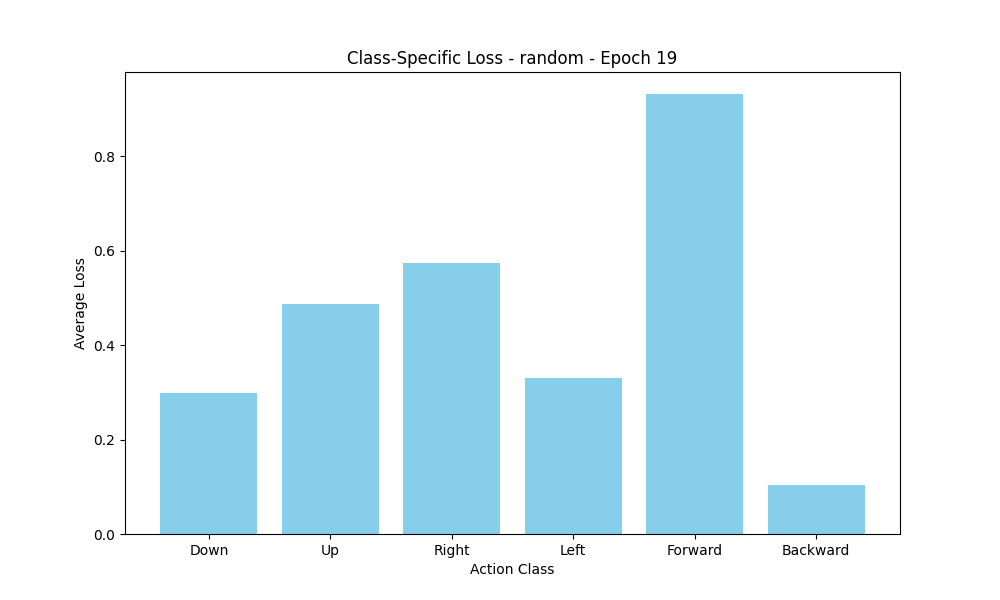 Class-Specific Loss - random - Epoch 19
Average Loss
0.8
0.6
0.4
0.2
0.0
Down Up Right Left Forward Backward
Action Class